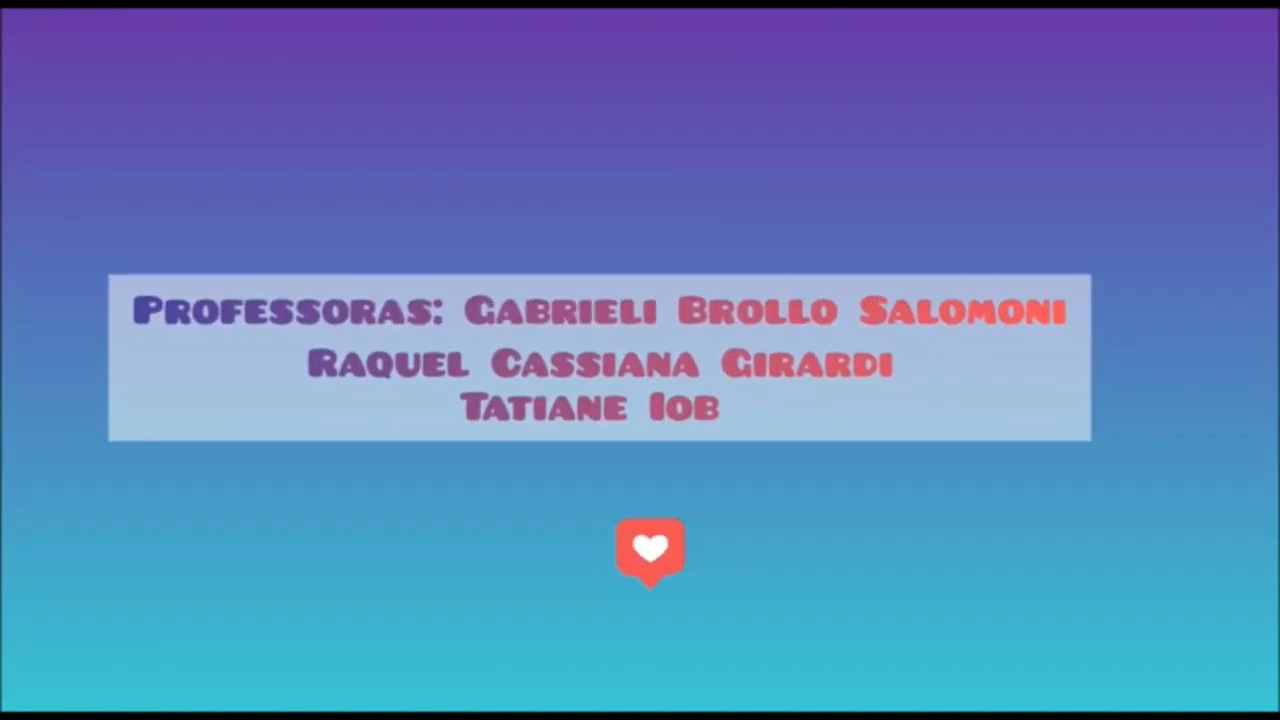 Professoras: Gabrieli Brollo Salomoni
Raquel Cassiana Girardi
Tatiane Iob